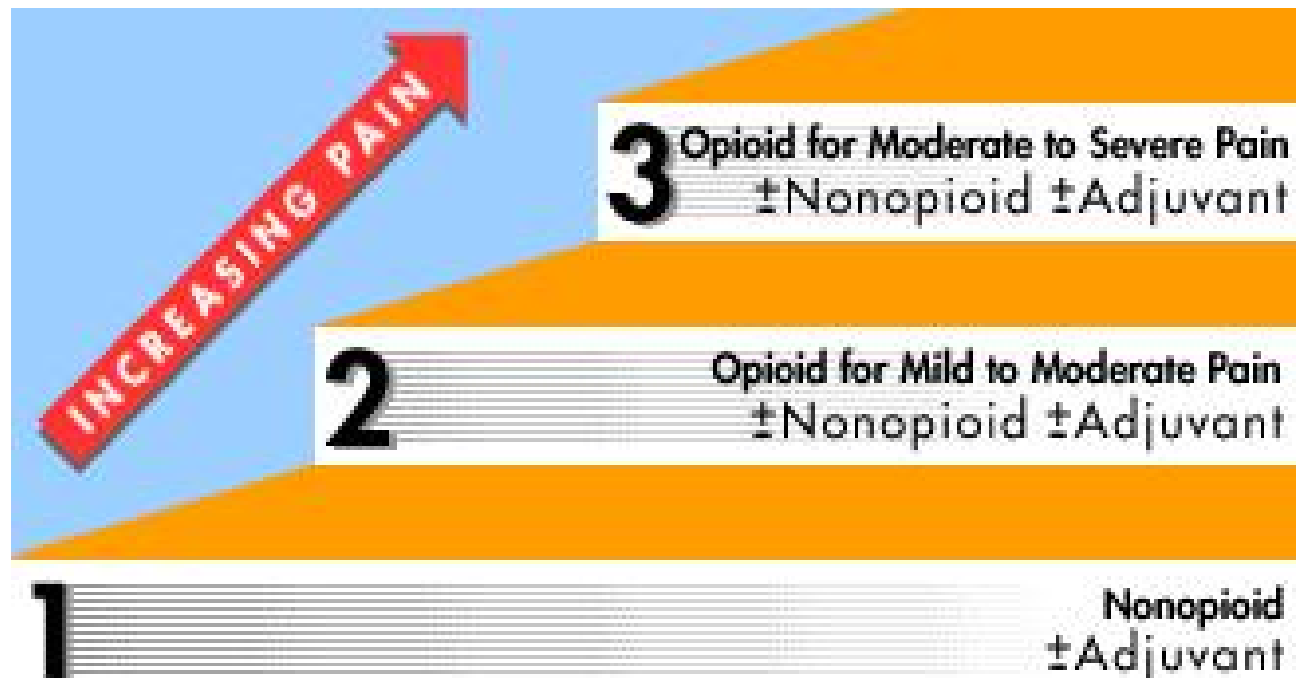 INCREASING PAIN
3 Opioid for Moderate to Severe Pain
±Nonopioid ±Adjuvant
2 Opioid for Mild to Moderate Pain
±Nonopioid ±Adjuvant
1 Nonopioid
±Adjuvant